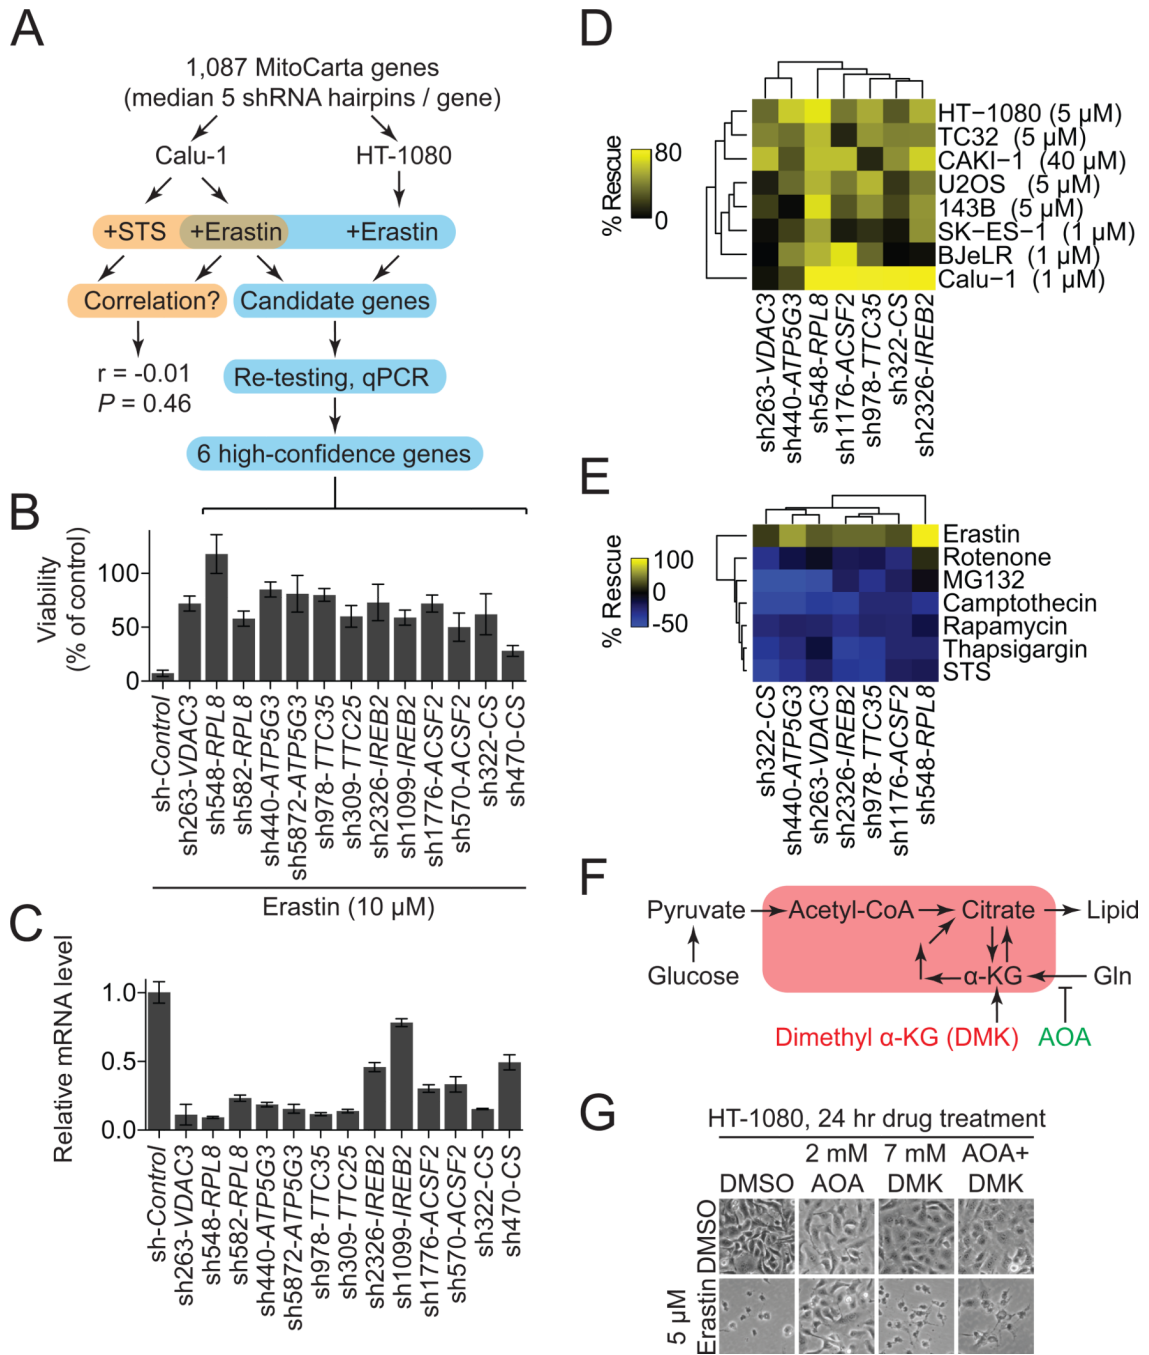 A
1,087 MitoCarta genes
(median 5 shRNA hairpins / gene)
Calu-1
HT-1080
+STS
+Erastin
+Erastin
Correlation?
Candidate genes
r = -0.01
P = 0.46
Re-testing, qPCR
6 high-confidence genes
B
Viability
(% of control)
100
50
0
sh-Control
sh263-VDAC3
sh548-RPL8
sh582-RPL8
sh440-ATP5G3
sh5872-ATP5G3
sh978-TTC35
sh309-TTC25
sh2326-IREB2
sh1099-IREB2
sh1776-ACSF2
sh570-ACSF2
sh322-CS
sh470-CS
Erastin (10 µM)
C
Relative mRNA level
1.0
0.5
0.0
sh-Control
sh263-VDAC3
sh548-RPL8
sh582-RPL8
sh440-ATP5G3
sh5872-ATP5G3
sh978-TTC35
sh309-TTC25
sh2326-IREB2
sh1099-IREB2
sh1776-ACSF2
sh570-ACSF2
sh322-CS
sh470-CS
D
% Rescue
80
0
HT−1080 (5 µM)
TC32 (5 µM)
CAKI−1 (40 µM)
U2OS (5 µM)
143B (5 µM)
SK−ES−1 (1 µM)
BJeLR (1 µM)
Calu−1 (1 µM)
sh263-VDAC3
sh440-ATP5G3
sh548-RPL8
sh1176-ACSF2
sh978-TTC35
sh322-CS
sh2326-IREB2
E
% Rescue
100
0
-50
Erastin
Rotenone
MG132
Camptothecin
Rapamycin
Thapsigargin
STS
sh322-CS
sh440-ATP5G3
sh263-VDAC3
sh2326-IREB2
sh978-TTC35
sh1176-ACSF2
sh548-RPL8
F
Pyruvate
Acetyl-CoA
Citrate
Lipid
Glucose
α-KG
Gln
Dimethyl α-KG (DMK)
AOA
G
HT-1080, 24 hr drug treatment
DMSO
2 mM
AOA
7 mM
DMK
AOA+
DMK
DMSO
5 µM
Erastin